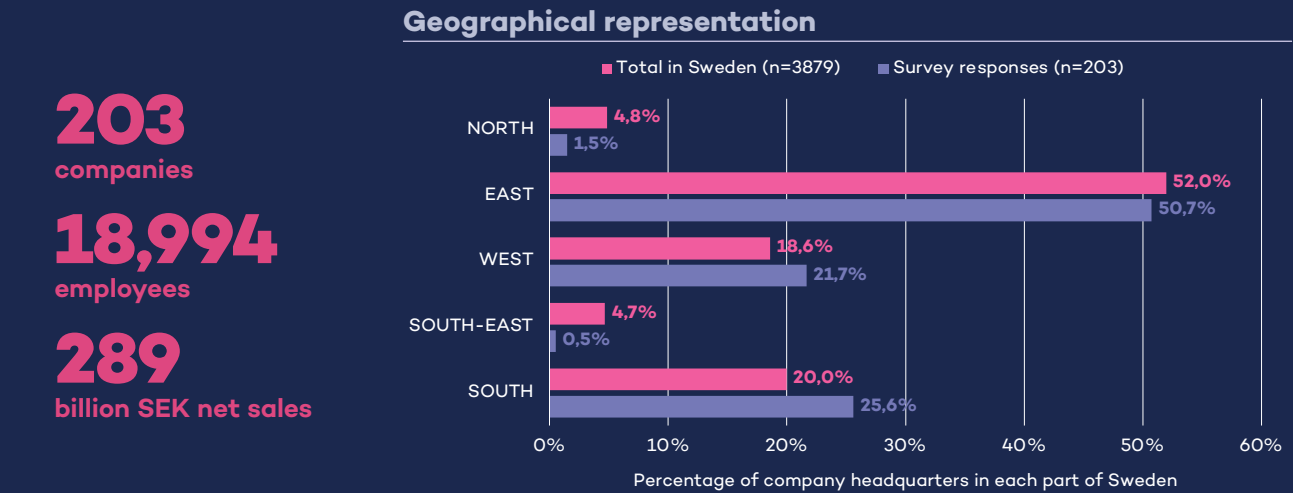 Geographical representation
203
companies
18,994
employees
289
billion SEK net sales
Total in Sweden (n=3879) Survey responses (n=203)
NORTH 4,8%
1,5%
EAST 52,0%
50,7%
WEST 18,6%
21,7%
SOUTH-EAST 4,7%
0,5%
SOUTH 20,0%
25,6%
0% 10% 20% 30% 40% 50% 60%
Percentage of company headquarters in each part of Sweden